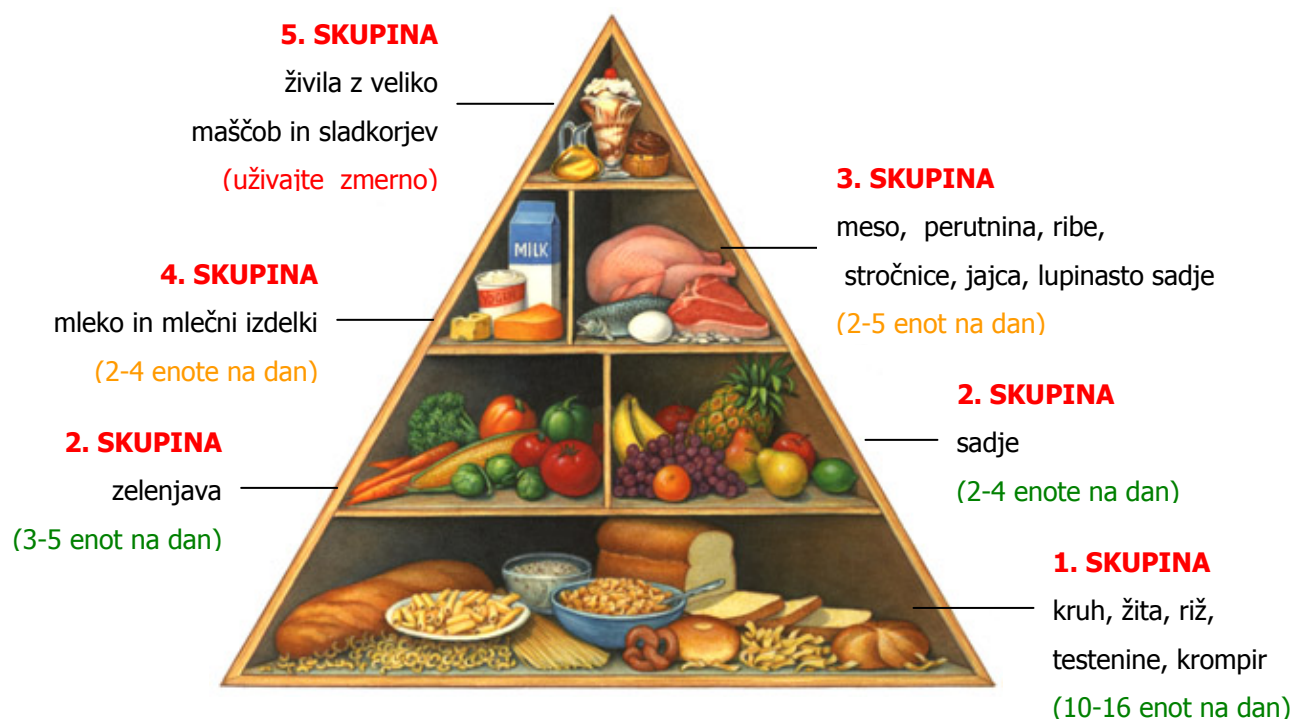 5. SKUPINA
živila z veliko
maščob in sladkorjev
(uživajte zmerno)
MILK
3. SKUPINA
meso, perutnina, ribe,
stročnice, jajca, lupinasto sadje
(2-5 enot na dan)
4. SKUPINA
mleko in mlečni izdelki
(2-4 enote na dan)
2. SKUPINA
sadje
(2-4 enote na dan)
2. SKUPINA
zelenjava
(3-5 enot na dan)
1. SKUPINA
kruh, žita, riž,
testenine, krompir
(10-16 enot na dan)